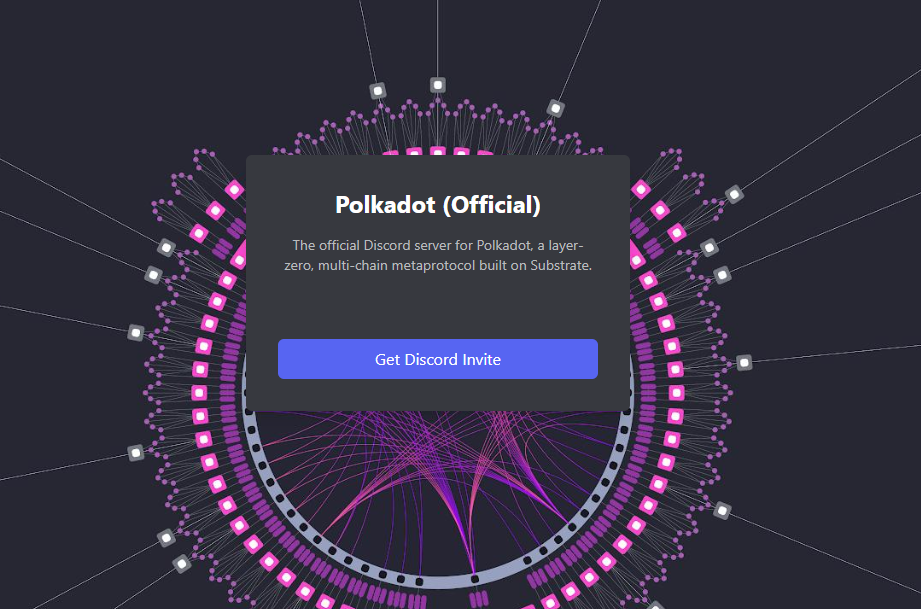 Polkadot (Official)
The official Discord server for Polkadot, a layer-
zero, multi-chain metaprotocol built on Substrate.
Get Discord Invite